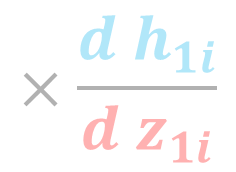 d h₁ᵢ
× ―
d z₁ᵢ